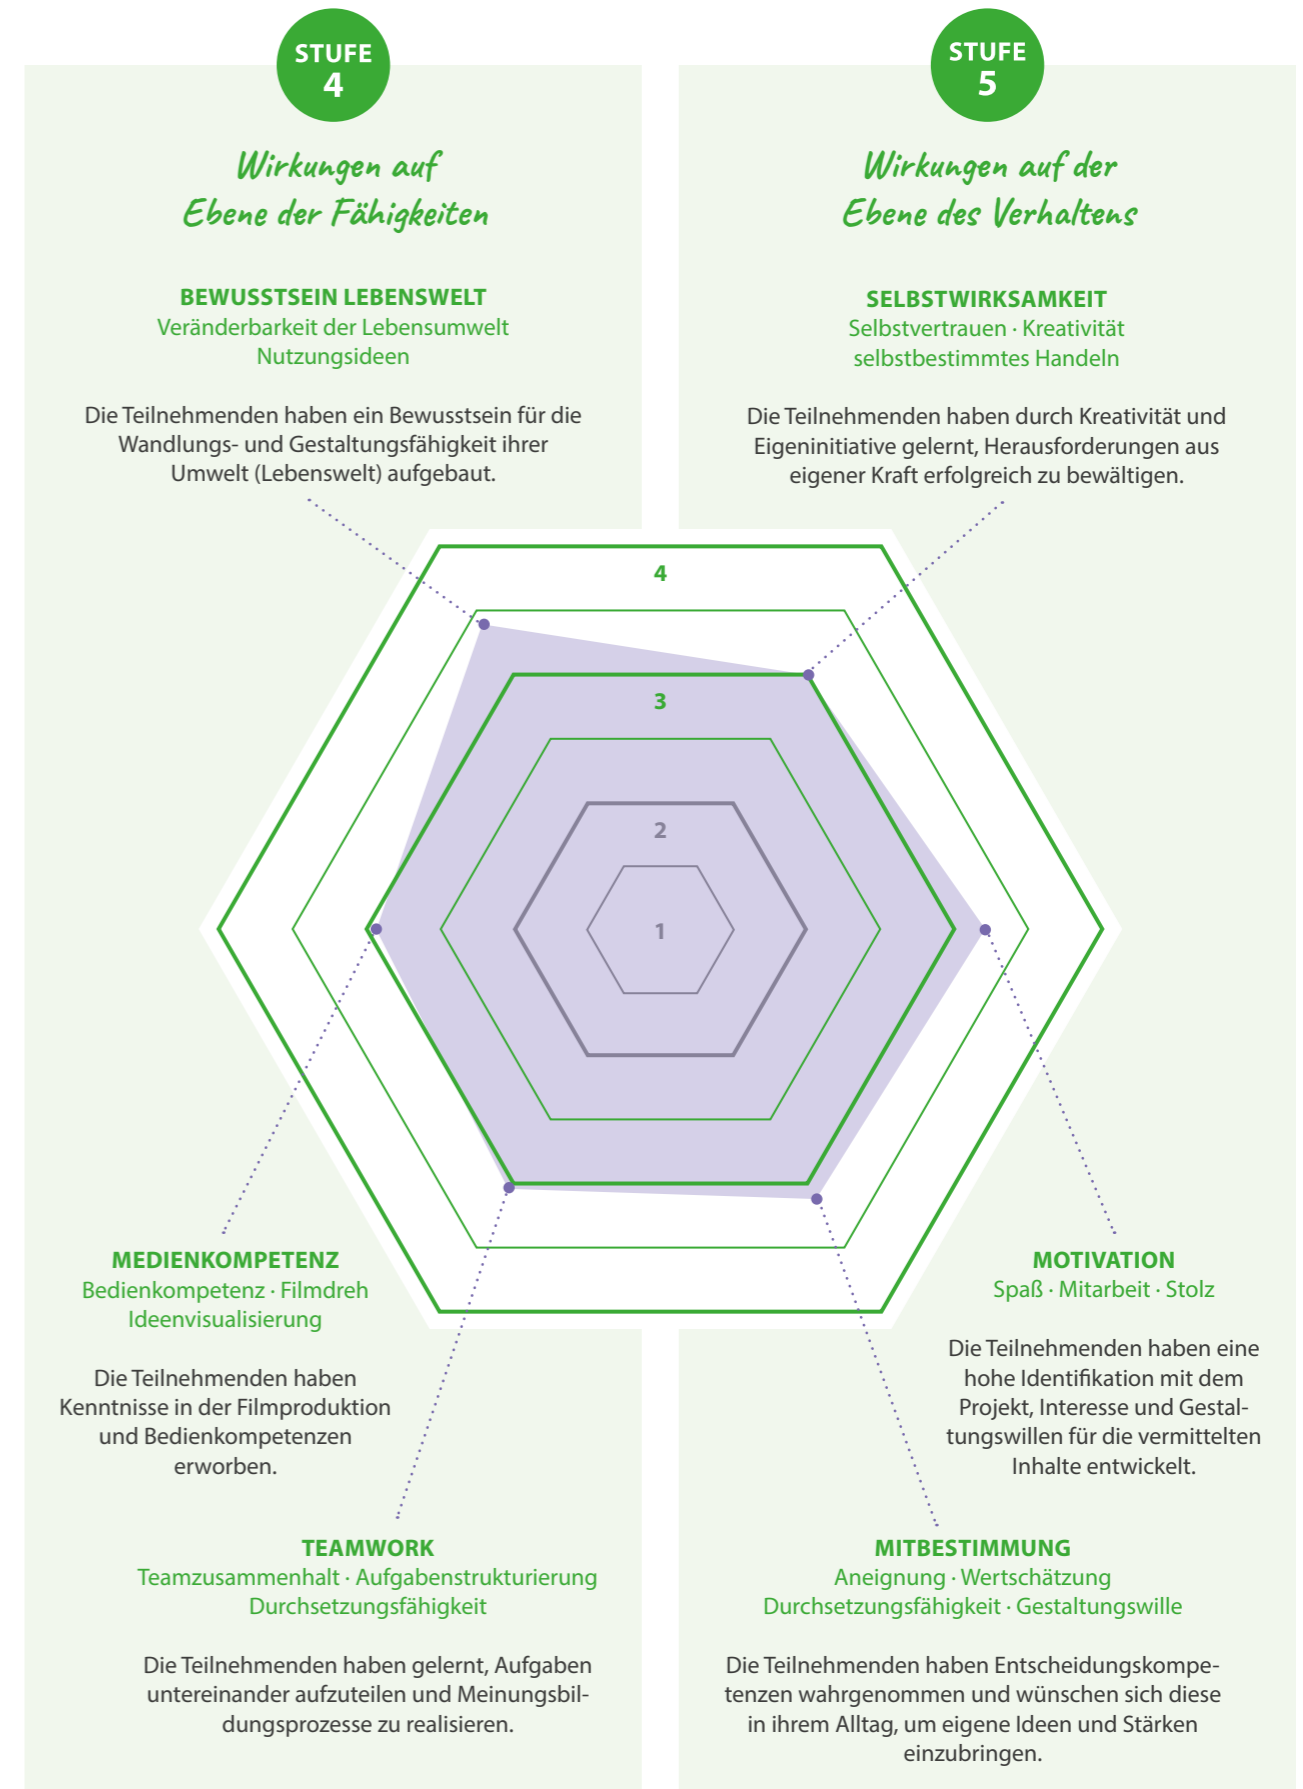 STUFE
4
Wirkungen auf
Ebene der Fähigkeiten
BEWUSSTSEIN LEBENSWELT
Veränderbarkeit der Lebensumwelt
Nutzungsideen
Die Teilnehmenden haben ein Bewusstsein für die
Wandlungs- und Gestaltungsfähigkeit ihrer
Umwelt (Lebenswelt) aufgebaut.
STUFE
5
Wirkungen auf der
Ebene des Verhaltens
SELBSTWIRKSAMKEIT
Selbstvertrauen · Kreativität
selbstbestimmtes Handeln
Die Teilnehmenden haben durch Kreativität und
Eigeninitiative gelernt, Herausforderungen aus
eigener Kraft erfolgreich zu bewältigen.
4
3
2
1
MEDIENKOMPETENZ
Bedienkompetenz · Filmdreh
Ideenvisualisierung
Die Teilnehmenden haben
Kenntnisse in der Filmproduktion
und Bedienkompetenzen
erworben.
MOTIVATION
Spaß · Mitarbeit · Stolz
Die Teilnehmenden haben eine
hohe Identifikation mit dem
Projekt, Interesse und Gestal-
tungswillen für die vermittelten
Inhalte entwickelt.
TEAMWORK
Teamzusammenhalt · Aufgabenstrukturierung
Durchsetzungsfähigkeit
Die Teilnehmenden haben gelernt, Aufgaben
untereinander aufzuteilen und Meinungsbil-
dungsprozesse zu realisieren.
MITBESTIMMUNG
Aneignung · Wertschätzung
Durchsetzungsfähigkeit · Gestaltungswille
Die Teilnehmenden haben Entscheidungskompe-
tenzen wahrgenommen und wünschen sich diese
in ihrem Alltag, um eigene Ideen und Stärken
einzubringen.